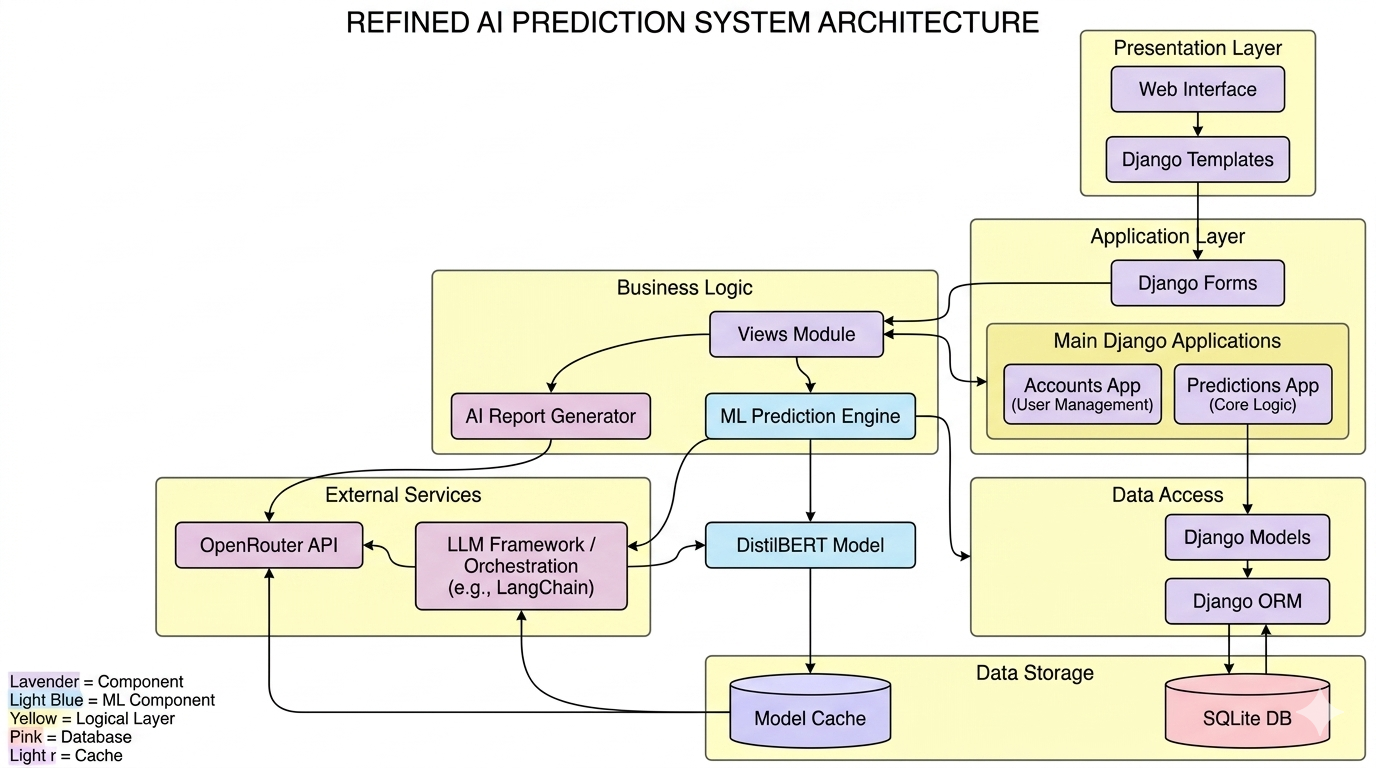 REFINED AI PREDICTION SYSTEM ARCHITECTURE
Presentation Layer
Web Interface
Django Templates
Application Layer
Django Forms
Main Django Applications
Accounts App
(User Management)
Predictions App
(Core Logic)
Business Logic
Views Module
AI Report Generator
ML Prediction Engine
External Services
OpenRouter API
LLM Framework /
Orchestration
(e.g., LangChain)
DistilBERT Model
Data Access
Django Models
Django ORM
Data Storage
Model Cache
SQLite DB
Lavender = Component
Light Blue = ML Component
Yellow = Logical Layer
Pink = Database
Light r = Cache